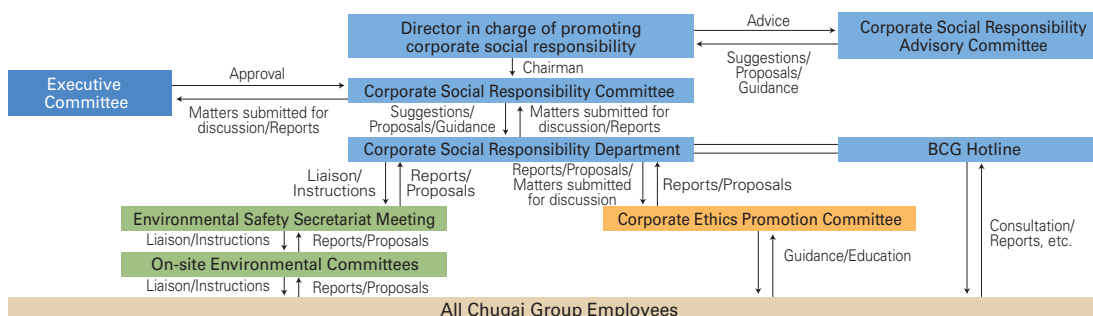 Director in charge of promoting
corporate social responsibility
Advice
Corporate Social Responsibility
Advisory Committee
Suggestions/
Proposals/
Guidance
Chairman
Executive
Committee
Approval
Matters submitted for
discussion/Reports
Corporate Social Responsibility Committee
Suggestions/
Proposals/Guidance
Matters submitted for
discussion/Reports
Corporate Social Responsibility Department
BCG Hotline
Liaison/
Instructions
Reports/
Proposals
Reports/Proposals/
Matters submitted
for discussion
Reports/Proposals
Environmental Safety Secretariat Meeting
Corporate Ethics Promotion Committee
Consultation/
Reports, etc.
Liaison/Instructions
Reports/Proposals
On-site Environmental Committees
Guidance/Education
Liaison/Instructions
Reports/Proposals
All Chugai Group Employees